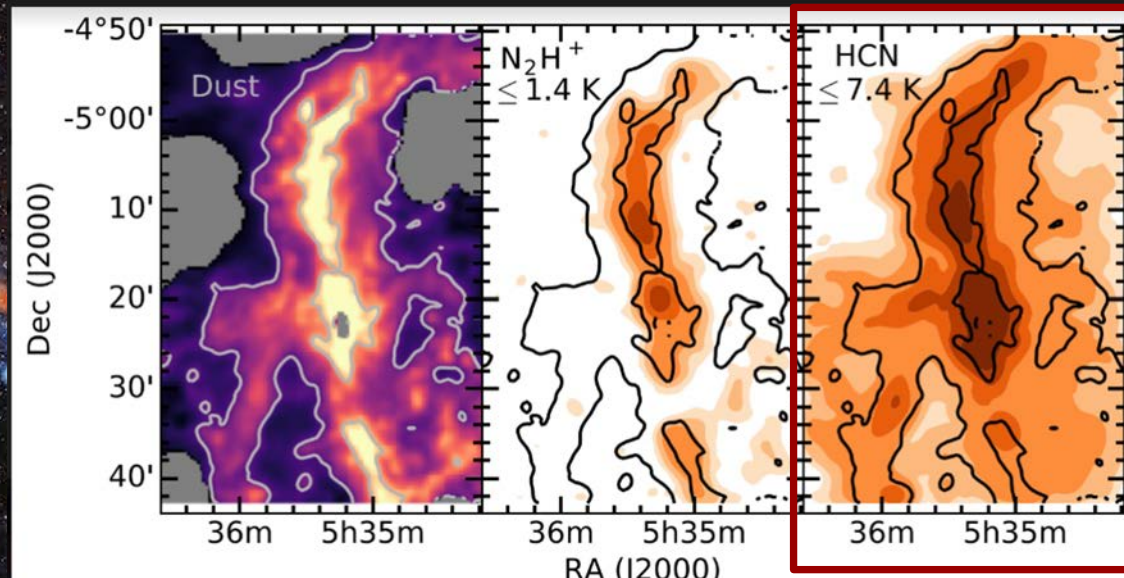 Dust
N₂H⁺
≤ 1.4 K
HCN
≤ 7.4 K
-4°50'
-5°00'
10'
20'
30'
40'
Dec (J2000)
36m 5h35m 36m 5h35m 36m 5h35m
RA (J2000)